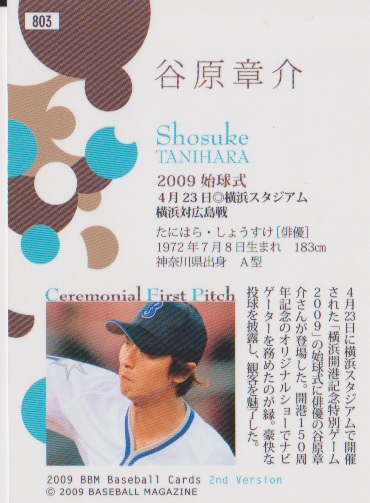 803
谷原章介
Shosuke
TANIHARA
2009 始球式
4月23日◎横浜スタジアム
横浜対広島戦
たにはら・しょうすけ[俳優]
1972年7月8日生まれ 183cm
神奈川県出身 A型
Ceremonial First Pitch
4月23日に横浜スタジアムで開催
された「横浜開港記念特別ゲーム
2009」の始球式に俳優の谷原章
介さんが登場した。開港150周
年記念のオリジナルショーでナビ
ゲーターを務めたのが縁。豪快な
投球を披露し、観客を魅了した。
B
2009 BBM Baseball Cards 2nd Version
© 2009 BASEBALL MAGAZINE